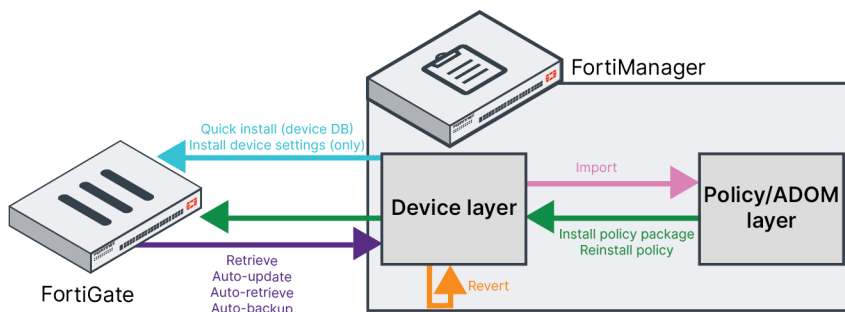 FortiManager
Quick install (device DB)
Install device settings (only)
Import
Device layer
Policy/ADOM
layer
Install policy package
Reinstall policy
Retrieve
Auto-update
Auto-retrieve
Auto-backup
Revert
FortiGate